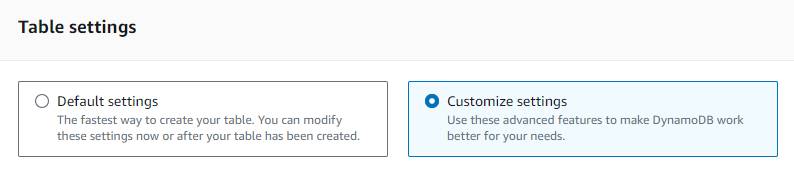 Table settings
Default settings
The fastest way to create your table. You can modify
these settings now or after your table has been created.
Customize settings
Use these advanced features to make DynamoDB work
better for your needs.